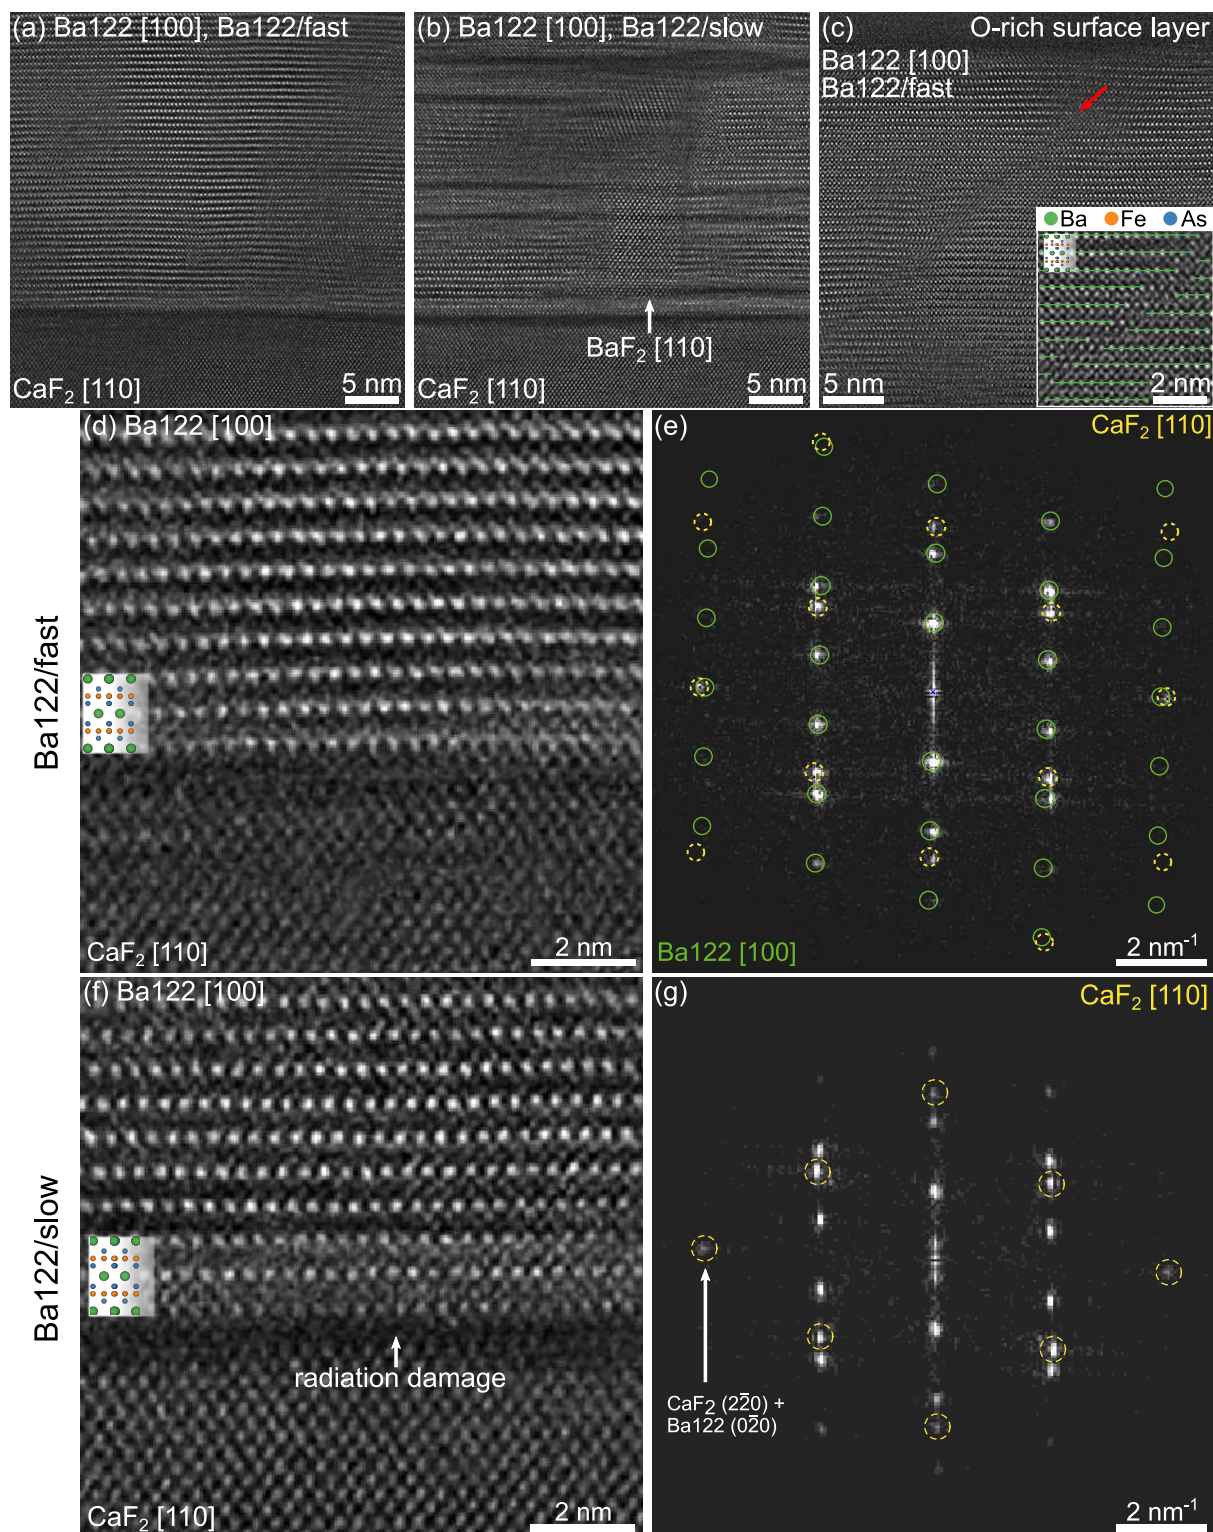 (a) Ba122 [100], Ba122/fast
CaF₂ [110]
5 nm
(b) Ba122 [100], Ba122/slow
BaF₂ [110]
CaF₂ [110]
5 nm
(c)
O-rich surface layer
Ba122 [100]
Ba122/fast
Ba Fe As
5 nm
2 nm
Ba122/fast
(d) Ba122 [100]
CaF₂ [110]
2 nm
(e)
CaF₂ [110]
Ba122 [100]
2 nm⁻¹
Ba122/slow
(f) Ba122 [100]
radiation damage
CaF₂ [110]
2 nm
(g)
CaF₂ [110]
CaF₂ (22̅0) +
Ba122 (02̅0)
2 nm⁻¹